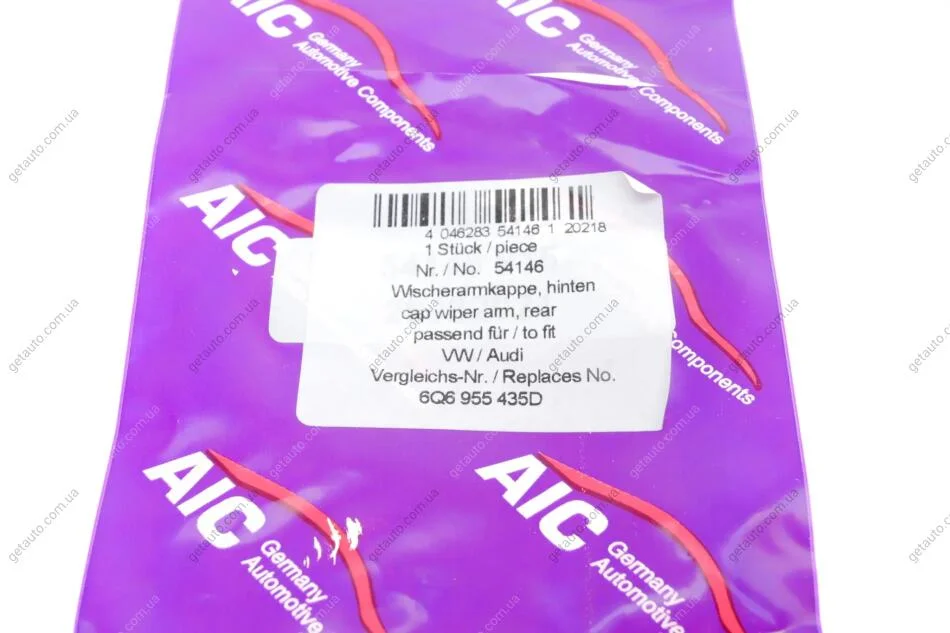 AIC
Germany
Automotive Components
AIC
Germany
Automotive Components
AIC
4 046283 54146 1 20218
1 Stück / piece
Nr. / No. 54146
Wischerarmkappe, hinten
cap wiper arm, rear
passend für / to fit
VW / Audi
Vergleichs-Nr. / Replaces No.
6Q6 955 435D
Components
AIC
Germany
Automotive
AIC
Germany
Automotive
getauto.com.ua